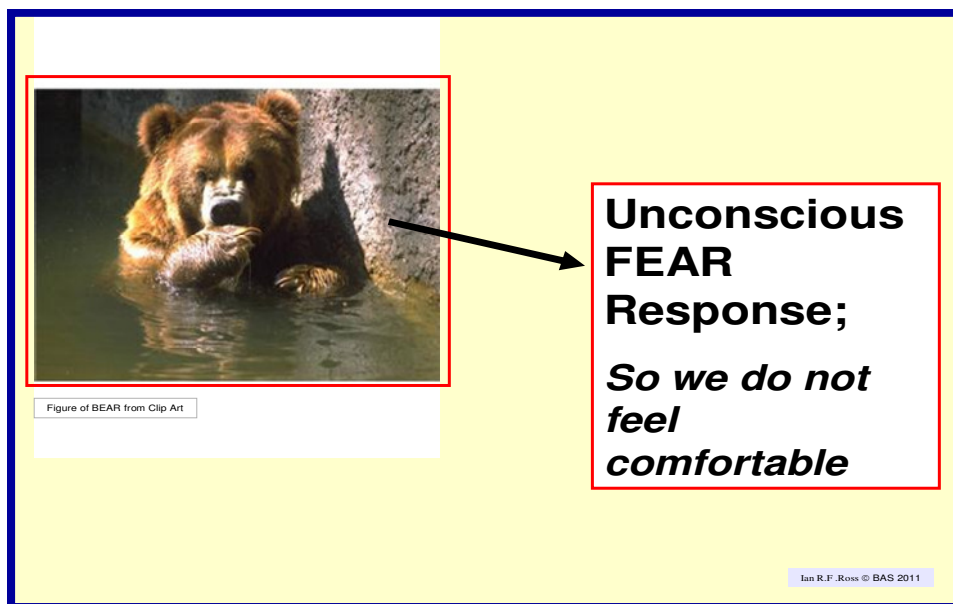 Unconscious
FEAR
Response;
So we do not
feel
comfortable
Figure of BEAR from Clip Art
Ian R.F .Ross © BAS 2011